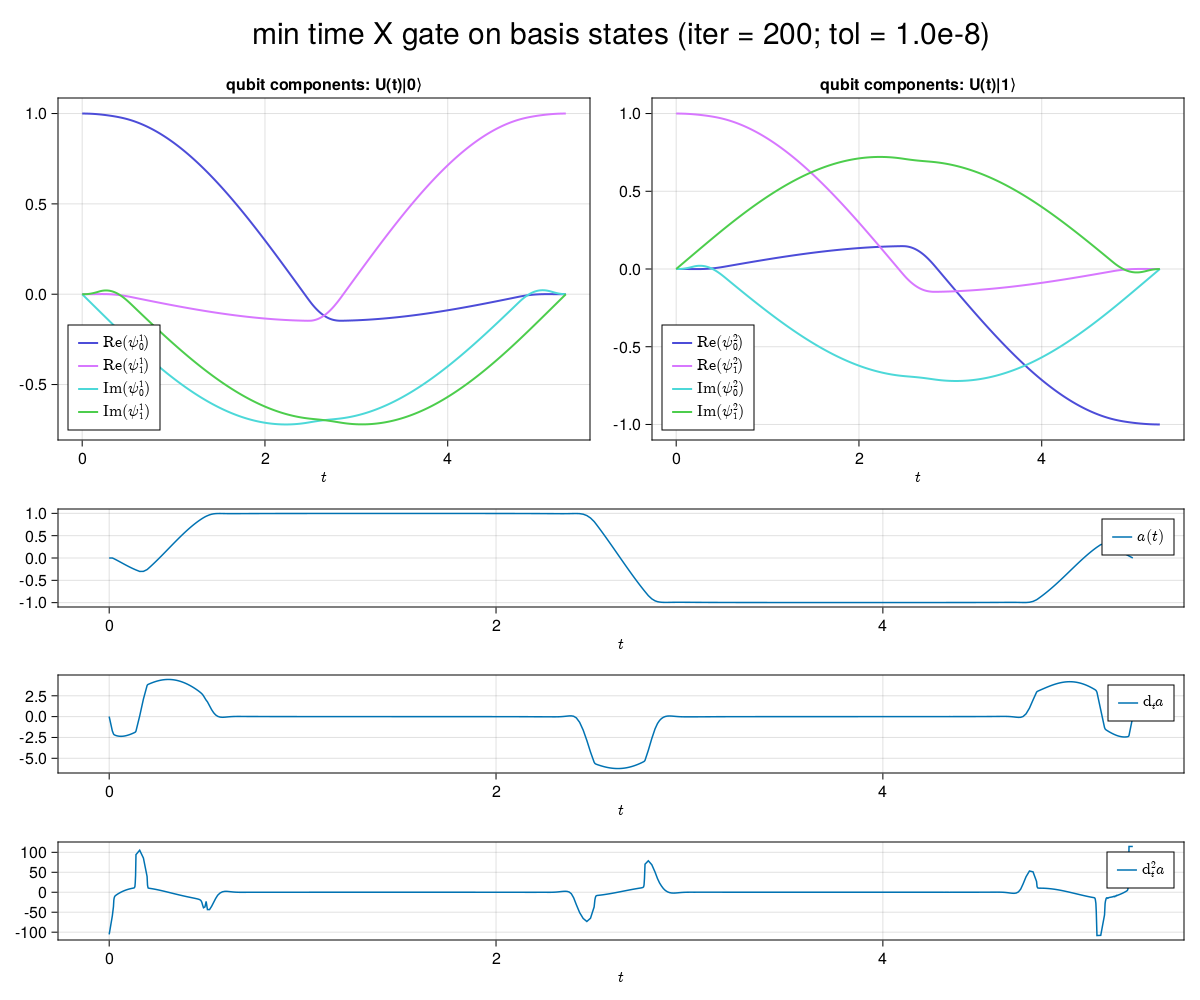 min time X gate on basis states (iter = 200; tol = 1.0e-8)
qubit components: U(t)|0⟩
1.0
0.5
0.0
-0.5
Re(ψ₀¹)
Re(ψ₁¹)
Im(ψ₀¹)
Im(ψ₁¹)
0 2 4
t
qubit components: U(t)|1⟩
1.0
0.5
0.0
-0.5
-1.0
Re(ψ₀²)
Re(ψ₁²)
Im(ψ₀²)
Im(ψ₁²)
0 2 4
t
1.0
0.5
0.0
-0.5
-1.0
a(t)
0 2 4
t
2.5
0.0
-2.5
-5.0
dₜa
0 2 4
t
100
50
0
-50
-100
dₜ²a
0 2 4
t